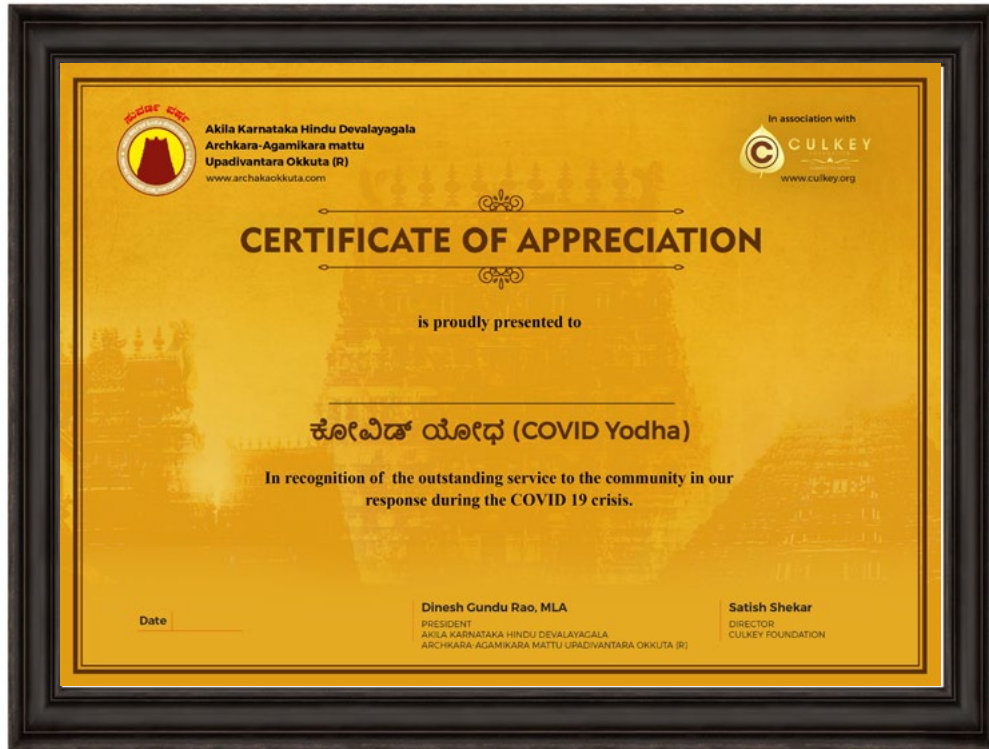 ಸುವರ್ಣ ವರ್ಷ
Akila Karnataka Hindu Devalayagala
Archkara-Agamikara mattu
Upadivantara Okkuta (R)
www.archakaokkuta.com
In association with
C CULKEY
www.culkey.org
CERTIFICATE OF APPRECIATION
is proudly presented to
ಕೋವಿಡ್ ಯೋಧ (COVID Yodha)
In recognition of the outstanding service to the community in our
response during the COVID 19 crisis.
Date
Dinesh Gundu Rao, MLA
PRESIDENT
AKILA KARNATAKA HINDU DEVALAYAGALA
ARCHKARA-AGAMIKARA MATTU UPADIVANTARA OKKUTA (R)
Satish Shekar
DIRECTOR
CULKEY FOUNDATION